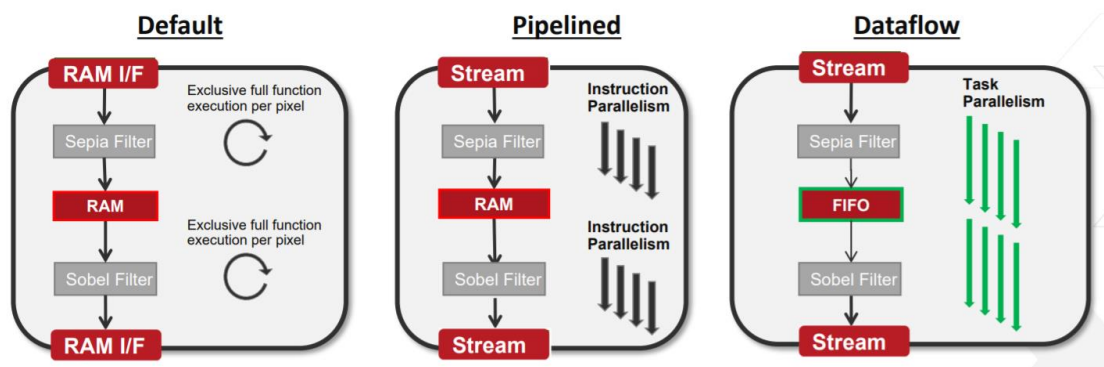 Default
RAM I/F
Exclusive full function
execution per pixel
Sepia Filter
RAM
Exclusive full function
execution per pixel
Sobel Filter
RAM I/F
Pipelined
Stream
Instruction
Parallelism
Sepia Filter
RAM
Instruction
Parallelism
Sobel Filter
Stream
Dataflow
Stream
Task
Parallelism
Sepia Filter
FIFO
Sobel Filter
Stream